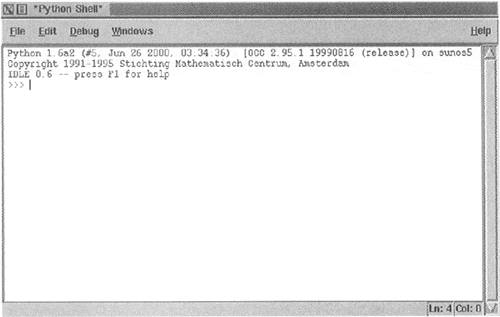 *Python Shell*
File Edit Debug Windows Help
Python 1.6a2 (#5, Jun 26 2000, 03:34:36) [GCC 2.95.1 19990816 (release)] on sunos5
Copyright 1991-1995 Stichting Mathematisch Centrum, Amsterdam
IDLE 0.6 -- press F1 for help
>>>
Ln: 4 Col: 0